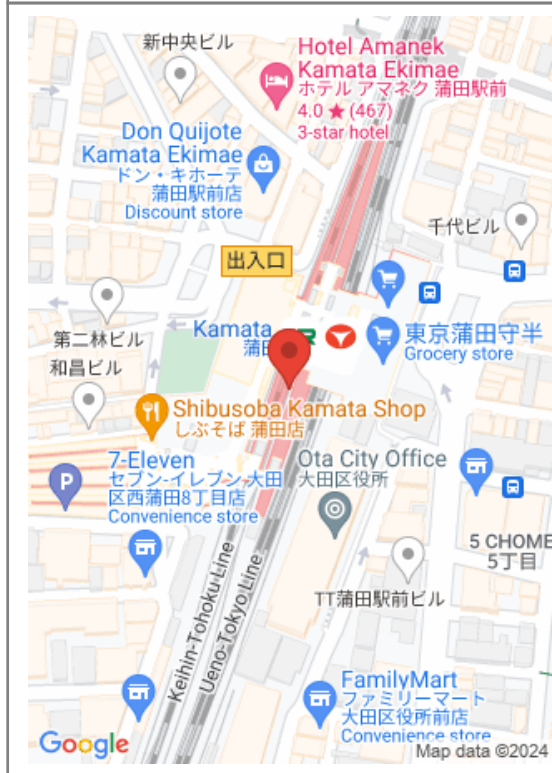 新中央ビル
Hotel Amanek
Kamata Ekimae
ホテル アマネク 蒲田駅前
4.0 ★ (467)
3-star hotel
Don Quijote
Kamata Ekimae
ドン・キホーテ
蒲田駅前店
Discount store
千代ビル
出入口
Kamata
蒲田
東京蒲田守半
Grocery store
第二林ビル
和昌ビル
Shibusoba Kamata Shop
しぶそば 蒲田店
7-Eleven
セブン-イレブン-大田
区西蒲田8丁目店
Convenience store
Ota City Office
大田区役所
P
5 CHOME
5丁目
TT蒲田駅前ビル
Keihin-Tohoku Line
Ueno-Tokyo Line
FamilyMart
ファミリーマート
大田区役所前店
Convenience store
Google
Map data ©2024